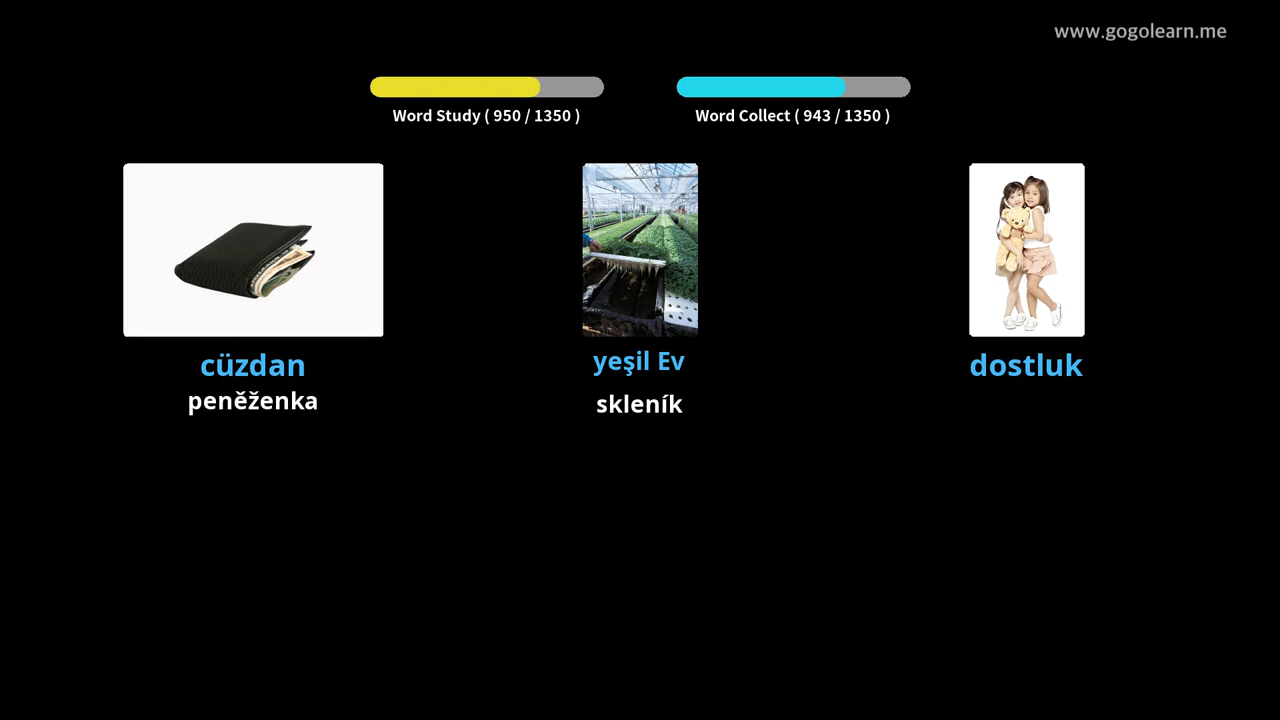 www.gogolearn.me
Word Study ( 950 / 1350 )
Word Collect ( 943 / 1350 )
cüzdan
peněženka
yeşil Ev
skleník
dostluk